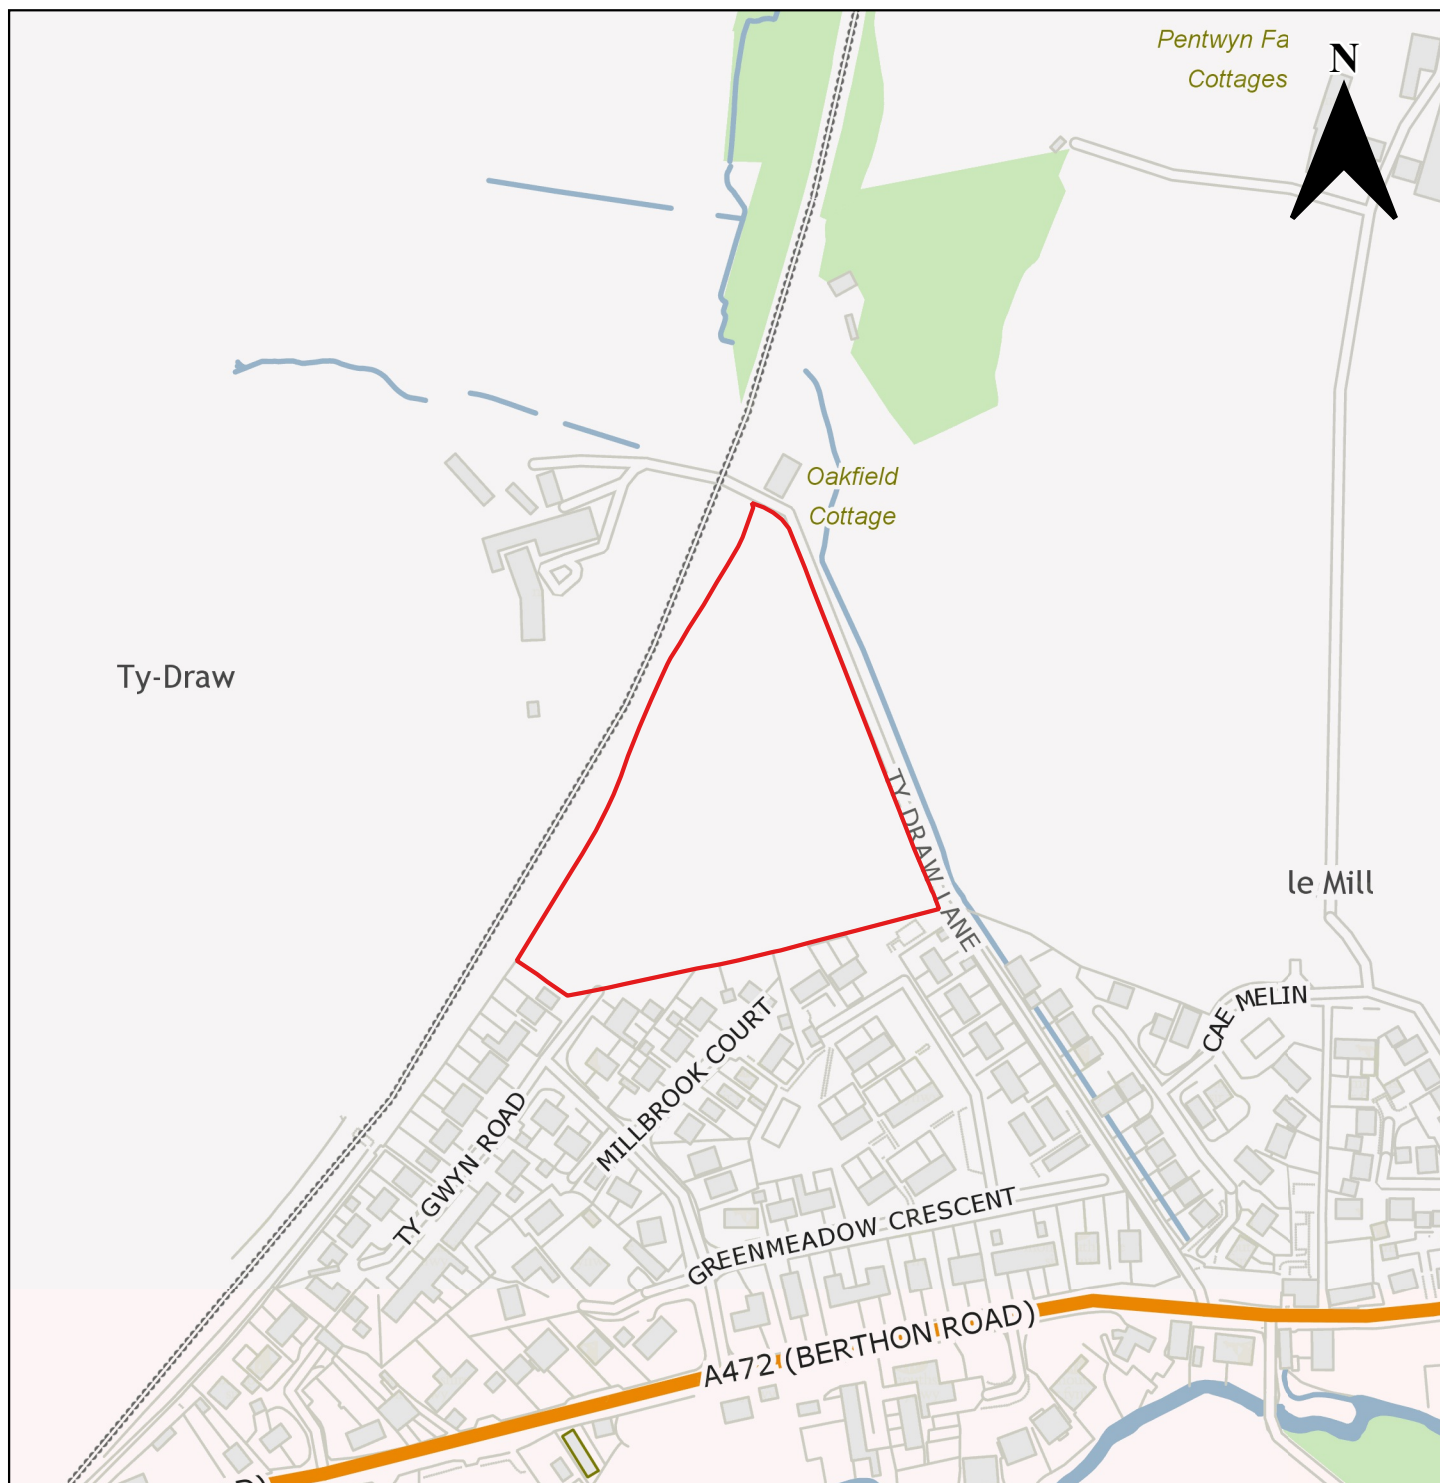 Pentwyn Fa
Cottages
N
Oakfield
Cottage
Ty-Draw
TY DRAW LANE
le Mill
CAE MELIN
MILLBROOK COURT
TY GWYN ROAD
GREENMEADOW CRESCENT
A472 (BERTHON ROAD)
D)